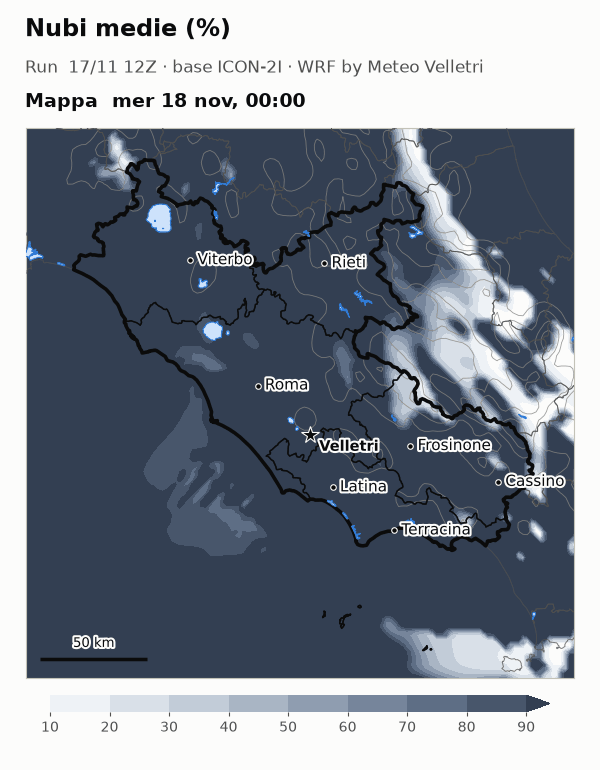 Nubi medie (%)
Run  17/11 12Z · base ICON-2I · WRF by Meteo Velletri
Mappa  mer 18 nov, 00:00
Viterbo
Rieti
Roma
Velletri
Frosinone
Cassino
Latina
Terracina
50 km
10 20 30 40 50 60 70 80 90